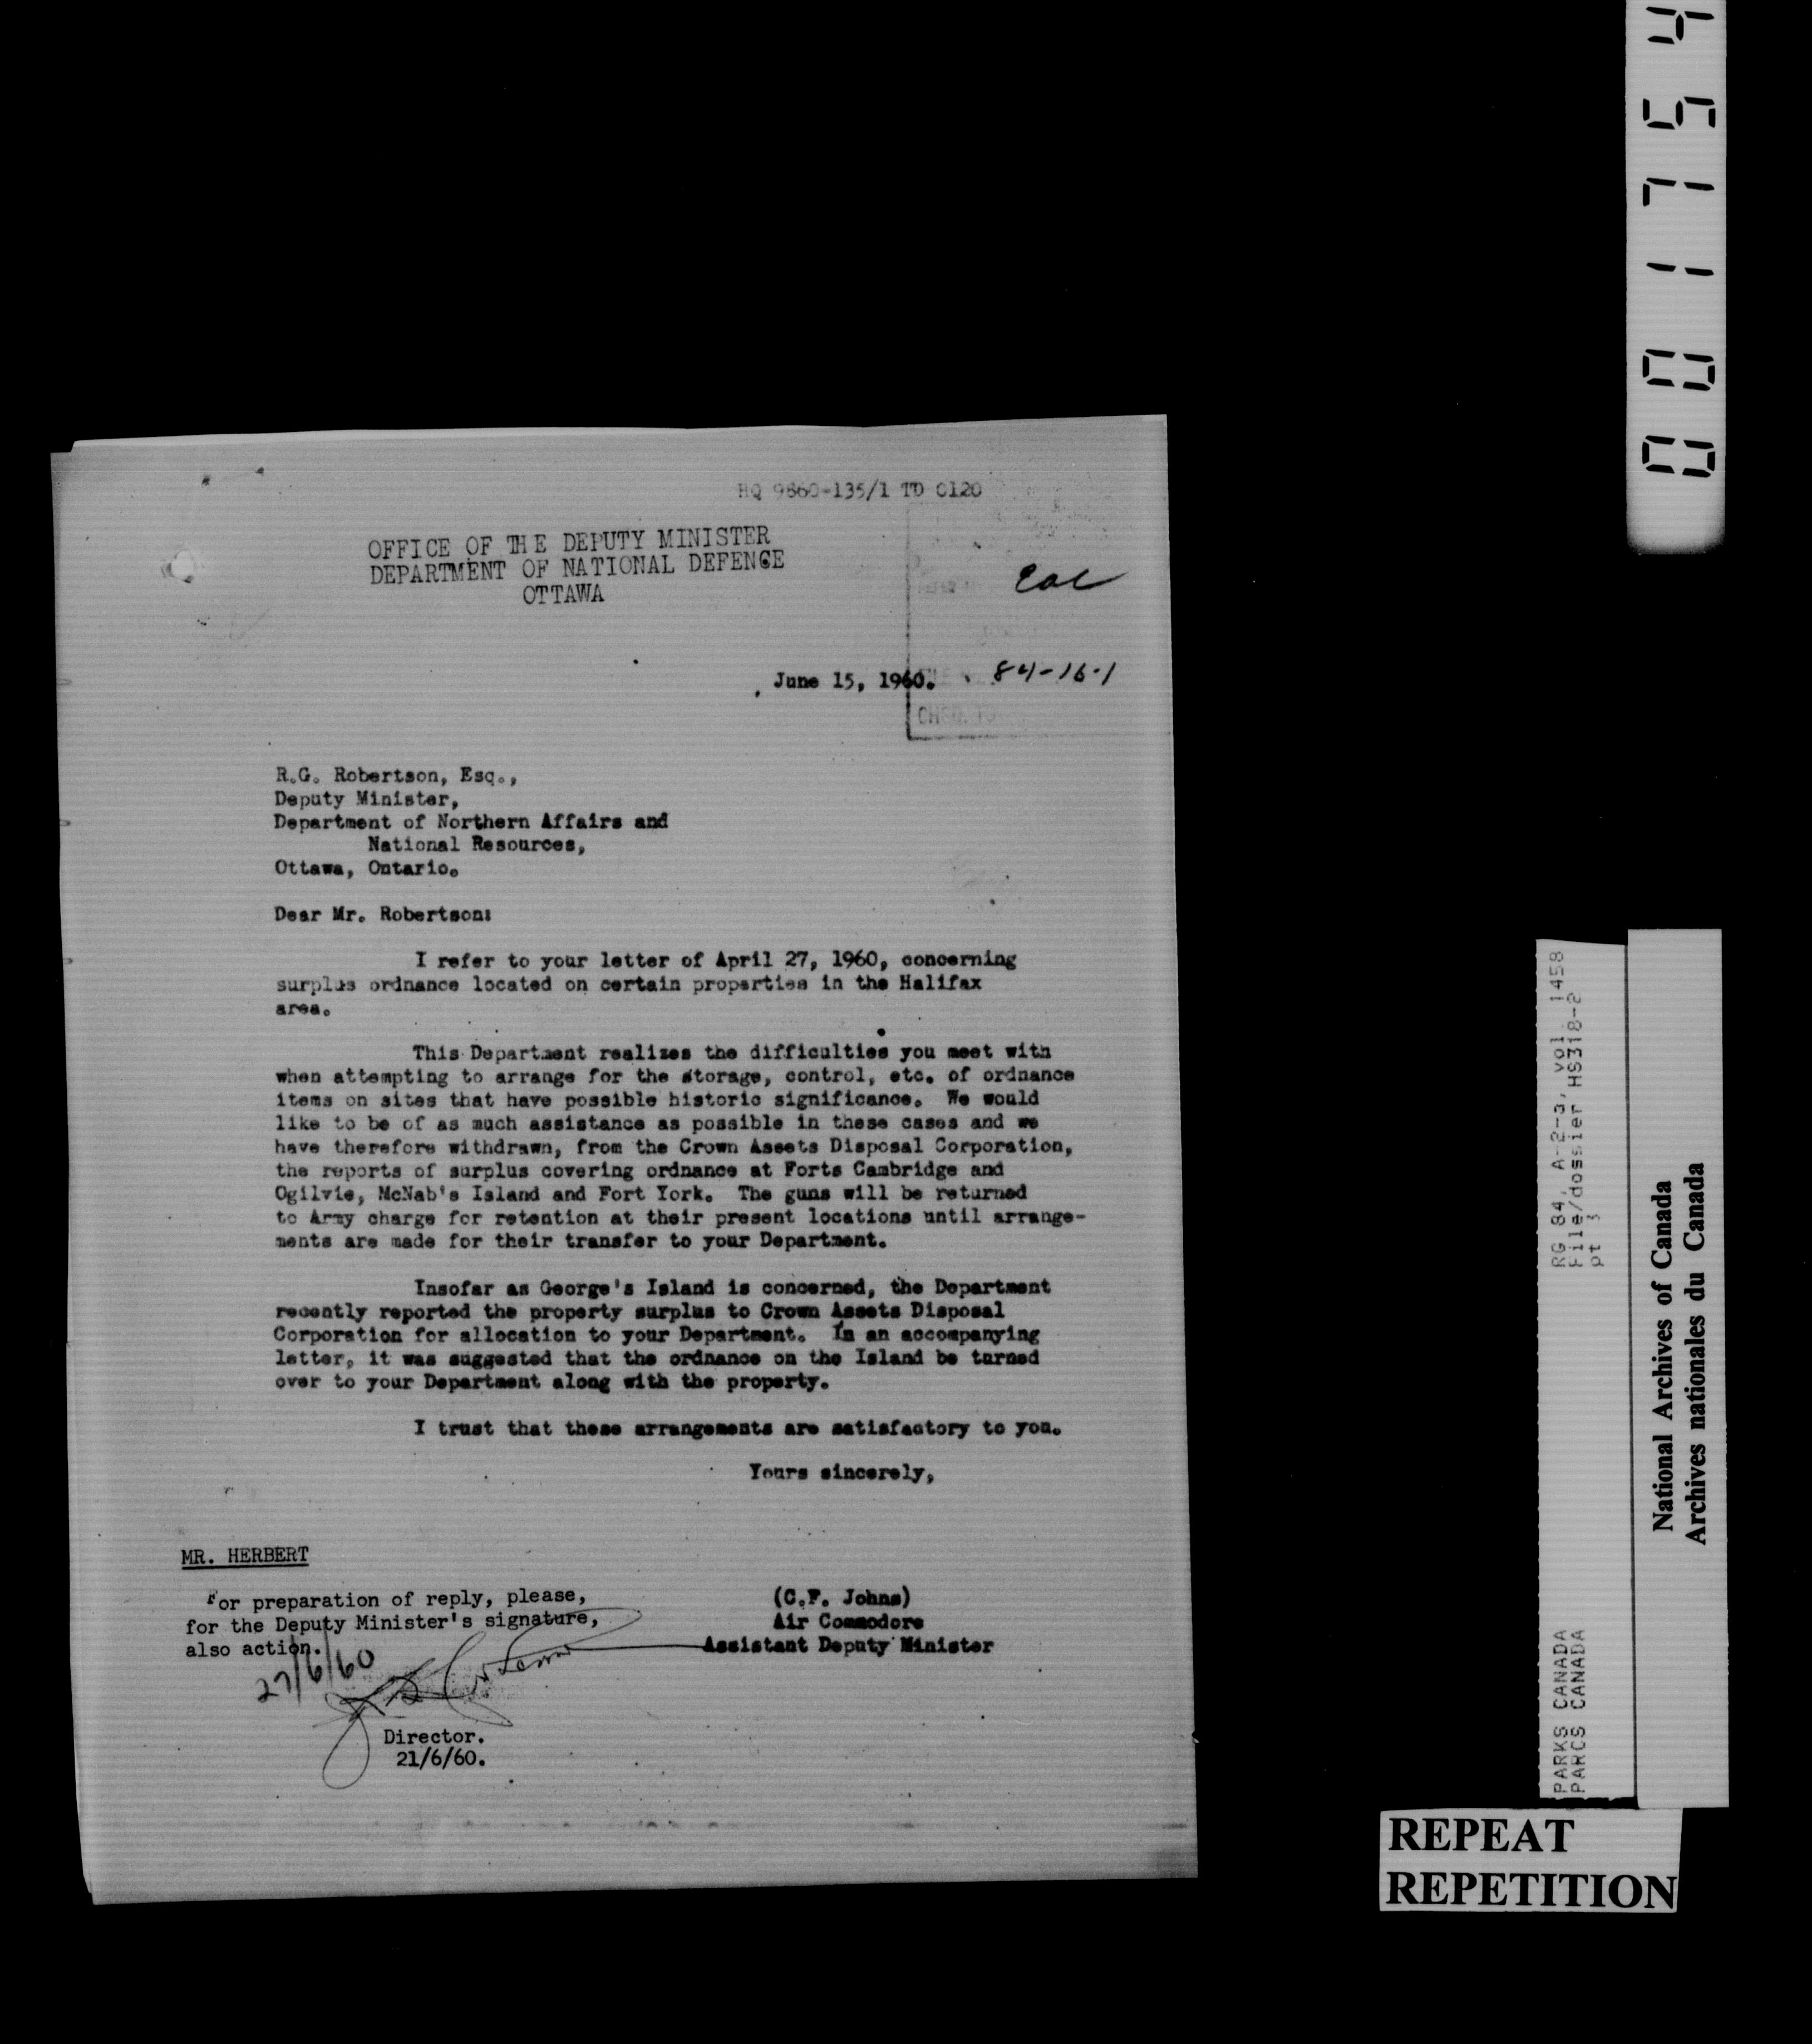 HQ 9860-135/1 TD 0120
OFFICE OF THE DEPUTY MINISTER
DEPARTMENT OF NATIONAL DEFENCE
OTTAWA
REFER
June 15, 1960.
84-16-1
CHGD. TO
R.G. Robertson, Esq.,
Deputy Minister,
Department of Northern Affairs and
National Resources,
Ottawa, Ontario.
Dear Mr. Robertson:
I refer to your letter of April 27, 1960, concerning
surplus ordnance located on certain properties in the Halifax
area.
This Department realizes the difficulties you meet with
when attempting to arrange for the storage, control, etc. of ordnance
items on sites that have possible historic significance. We would
like to be of as much assistance as possible in these cases and we
have therefore withdrawn, from the Crown Assets Disposal Corporation,
the reports of surplus covering ordnance at Forts Cambridge and
Ogilvie, McNab's Island and Fort York. The guns will be returned
to Army charge for retention at their present locations until arrange-
ments are made for their transfer to your Department.
Insofar as George's Island is concerned, the Department
recently reported the property surplus to Crown Assets Disposal
Corporation for allocation to your Department. In an accompanying
letter, it was suggested that the ordnance on the Island be turned
over to your Department along with the property.
I trust that these arrangements are satisfactory to you.
Yours sincerely,
(C.F. Johns)
Air Commodore
Assistant Deputy Minister
MR. HERBERT
For preparation of reply, please,
for the Deputy Minister's signature,
also action.
27/6/60
Director.
21/6/60.
RG 84, A-2-a, vol. 1458
File/dossier HS318-2
pt 3
PARKS CANADA
PARCS CANADA
National Archives of Canada
Archives nationales du Canada
REPEAT
REPETITION